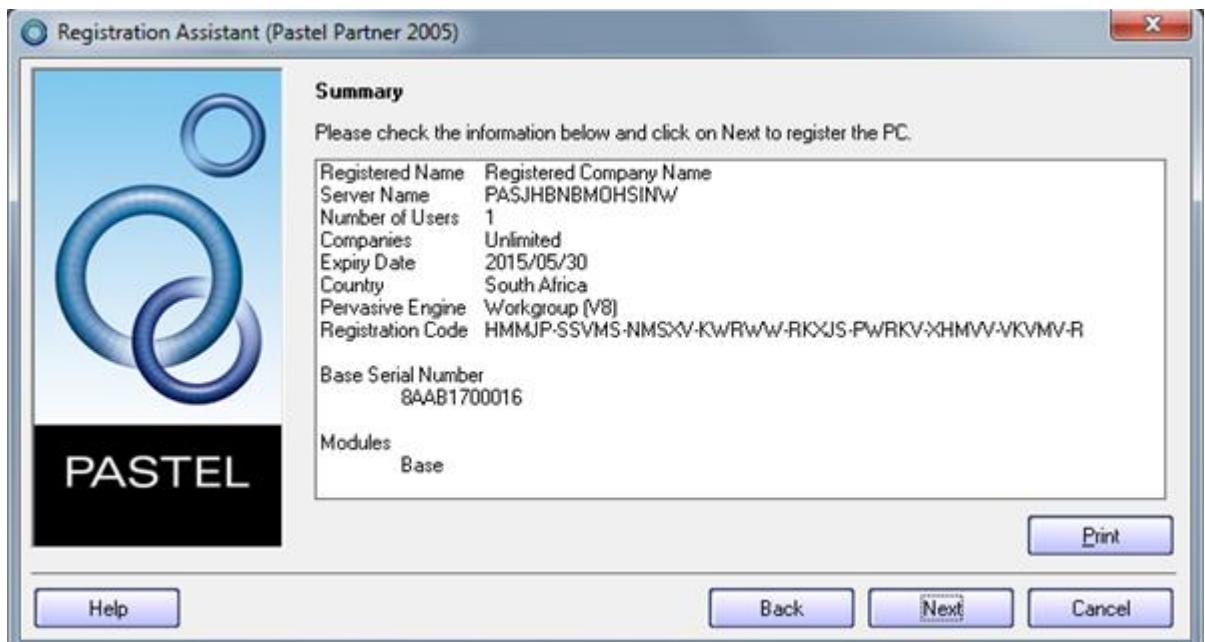 Registration Assistant (Pastel Partner 2005)
Summary
Please check the information below and click on Next to register the PC.
Registered Name Registered Company Name
Server Name PASJHBNBMOHSINW
Number of Users 1
Companies Unlimited
Expiry Date 2015/05/30
Country South Africa
Pervasive Engine Workgroup (V8)
Registration Code HMMJP-SSVMS-NMSXV-KWRWW-RKXJS-PWRKV-XHMVV-VKVMV-R
Base Serial Number
8AAB1700016
Modules
Base
PASTEL
Print
Help Back Next Cancel